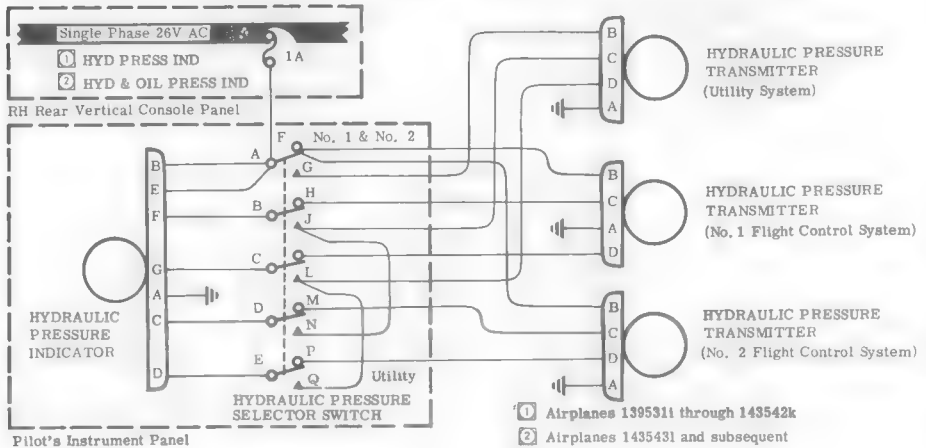 Single Phase 26V AC
1 HYD PRESS IND
2 HYD & OIL PRESS IND
1A
RH Rear Vertical Console Panel
F No. 1 & No. 2
A
G
B
H
J
C
L
D
M
N
E
P
Q
Utility
B
E
F
G
A
C
D
HYDRAULIC
PRESSURE
INDICATOR
HYDRAULIC PRESSURE
SELECTOR SWITCH
Pilot's Instrument Panel
B
C
D
A
HYDRAULIC PRESSURE
TRANSMITTER
(Utility System)
B
C
A
D
HYDRAULIC PRESSURE
TRANSMITTER
(No. 1 Flight Control System)
B
C
D
A
HYDRAULIC PRESSURE
TRANSMITTER
(No. 2 Flight Control System)
1 Airplanes 139531i through 143542k
2 Airplanes 143543l and subsequent